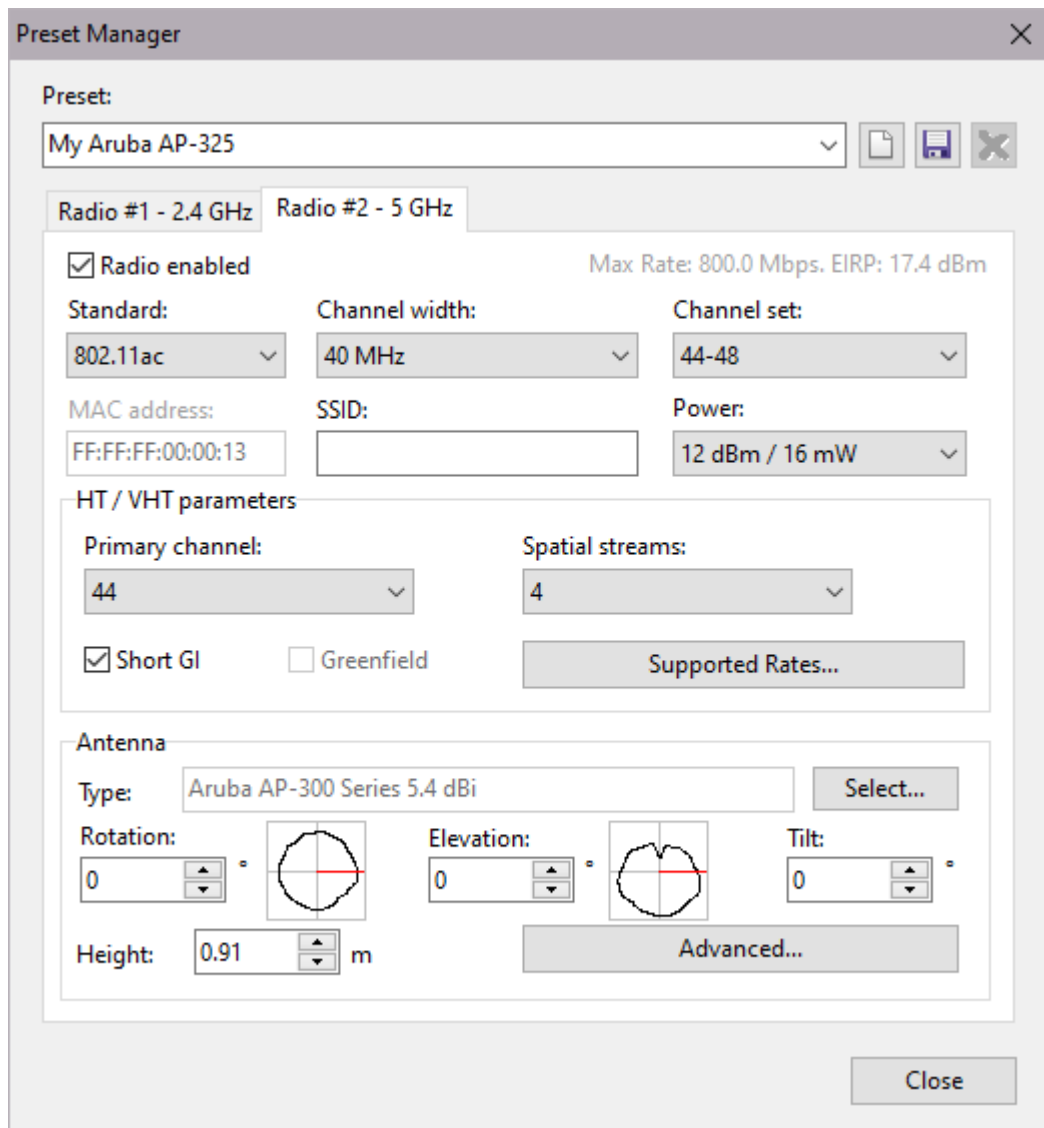 Preset Manager
Preset:
My Aruba AP-325
Radio #1 - 2.4 GHz Radio #2 - 5 GHz
Radio enabled Max Rate: 800.0 Mbps. EIRP: 17.4 dBm
Standard: Channel width: Channel set:
802.11ac 40 MHz 44-48
MAC address: SSID: Power:
FF:FF:FF:00:00:13 12 dBm / 16 mW
HT / VHT parameters
Primary channel: Spatial streams:
44 4
Short GI Greenfield Supported Rates...
Antenna
Type: Aruba AP-300 Series 5.4 dBi Select...
Rotation: Elevation: Tilt:
0 ° 0 ° 0 °
Height: 0.91 m Advanced...
Close